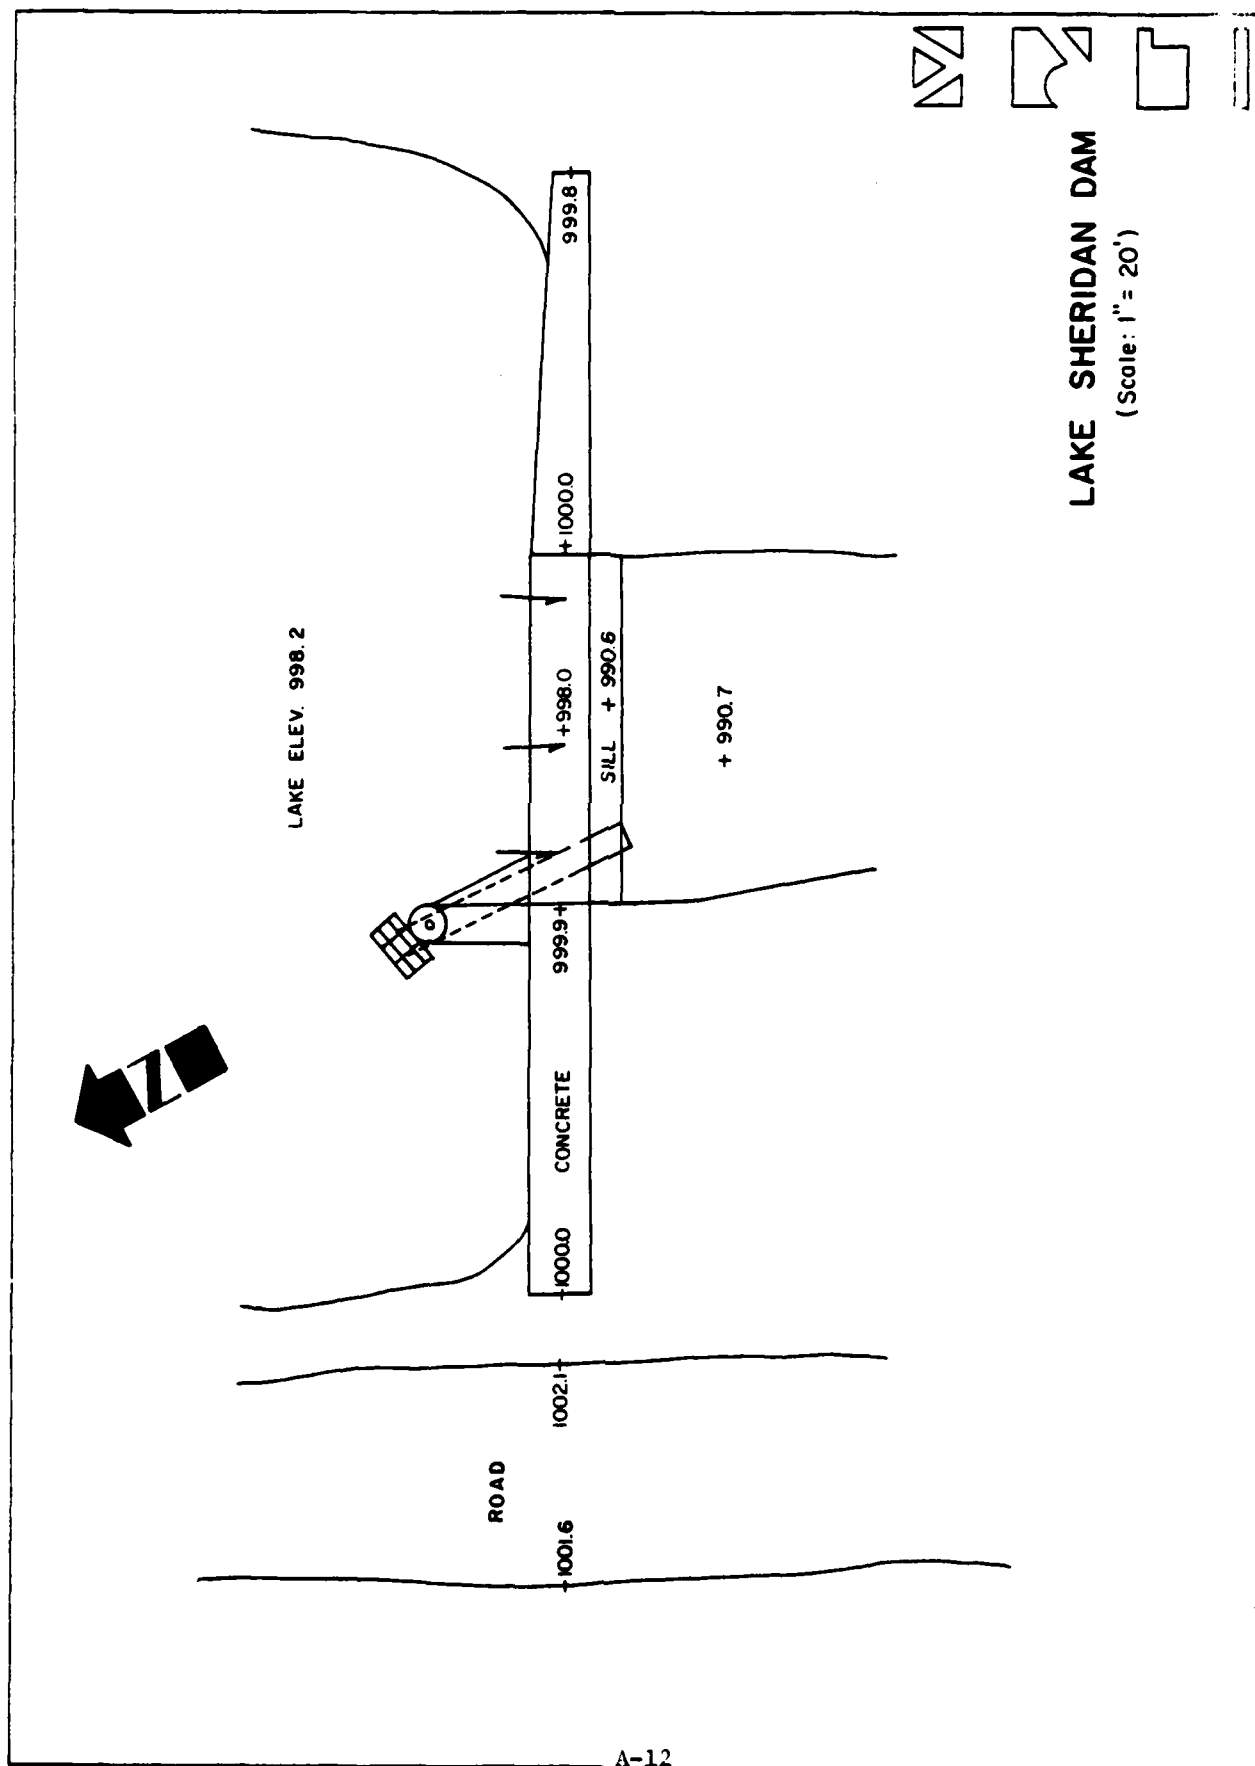 LAKE ELEV. 998.2
+1001.6
ROAD
1002.1+
+1000.0
CONCRETE
999.9+
+998.0
+1000.0
999.8+
SILL + 990.6
+ 990.7
N
LAKE SHERIDAN DAM
(Scale: 1" = 20')
A-12